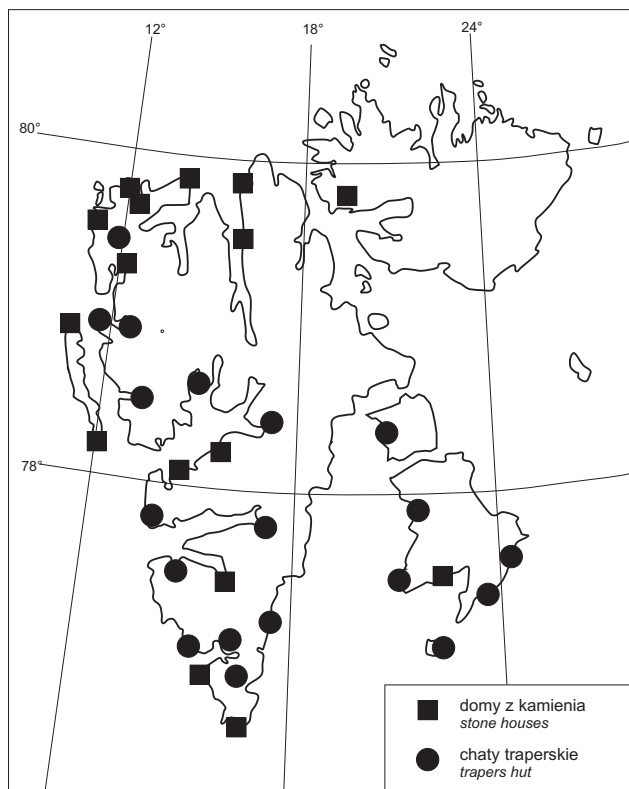 12°
18°
24°
80°
78°
domy z kamienia
stone houses
chaty traperskie
trapers hut